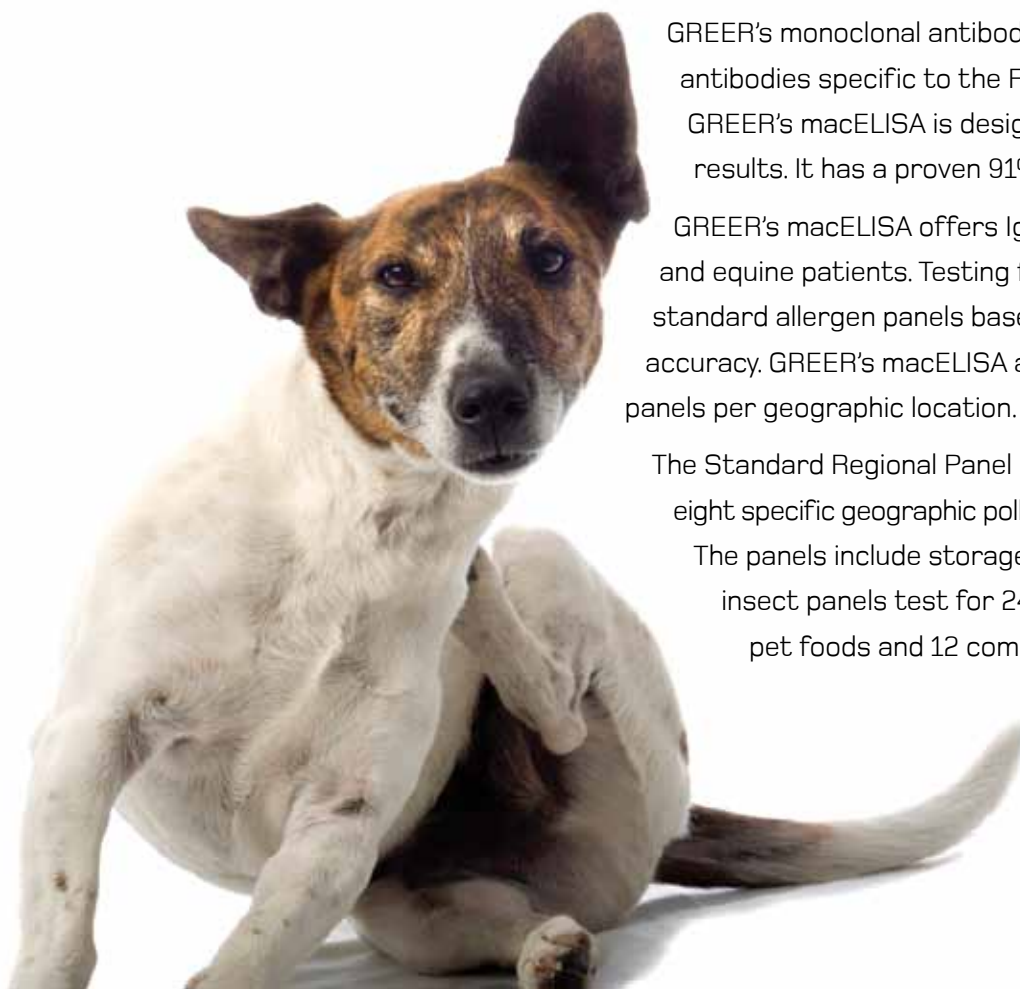 GREER's monoclonal antibod
antibodies specific to the F
GREER's macELISA is desig
results. It has a proven 91
GREER's macELISA offers Ig
and equine patients. Testing f
standard allergen panels base
accuracy. GREER's macELISA a
panels per geographic location.
The Standard Regional Panel
eight specific geographic poll
The panels include storage
insect panels test for 24
pet foods and 12 com